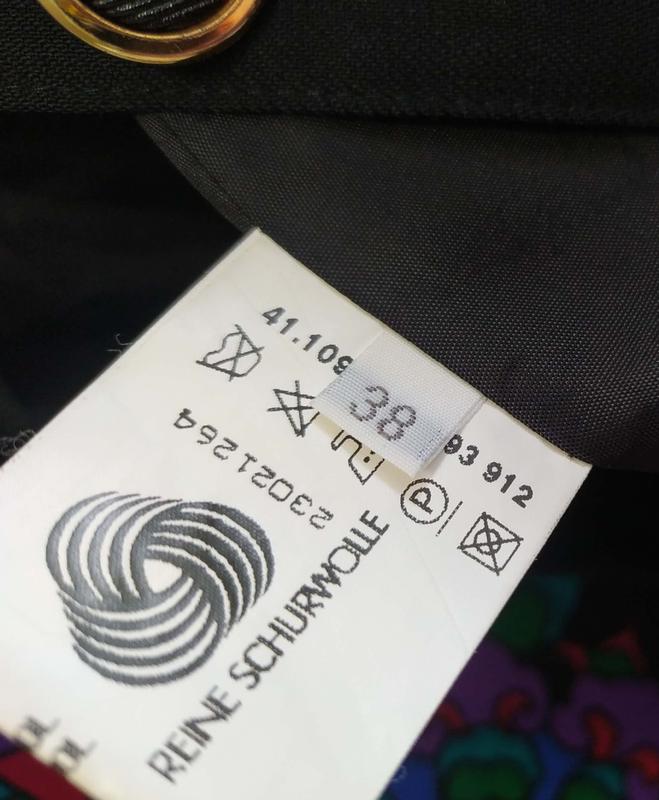 41.109
38
93 912
P
23021264
REINE SCHURWOLLE